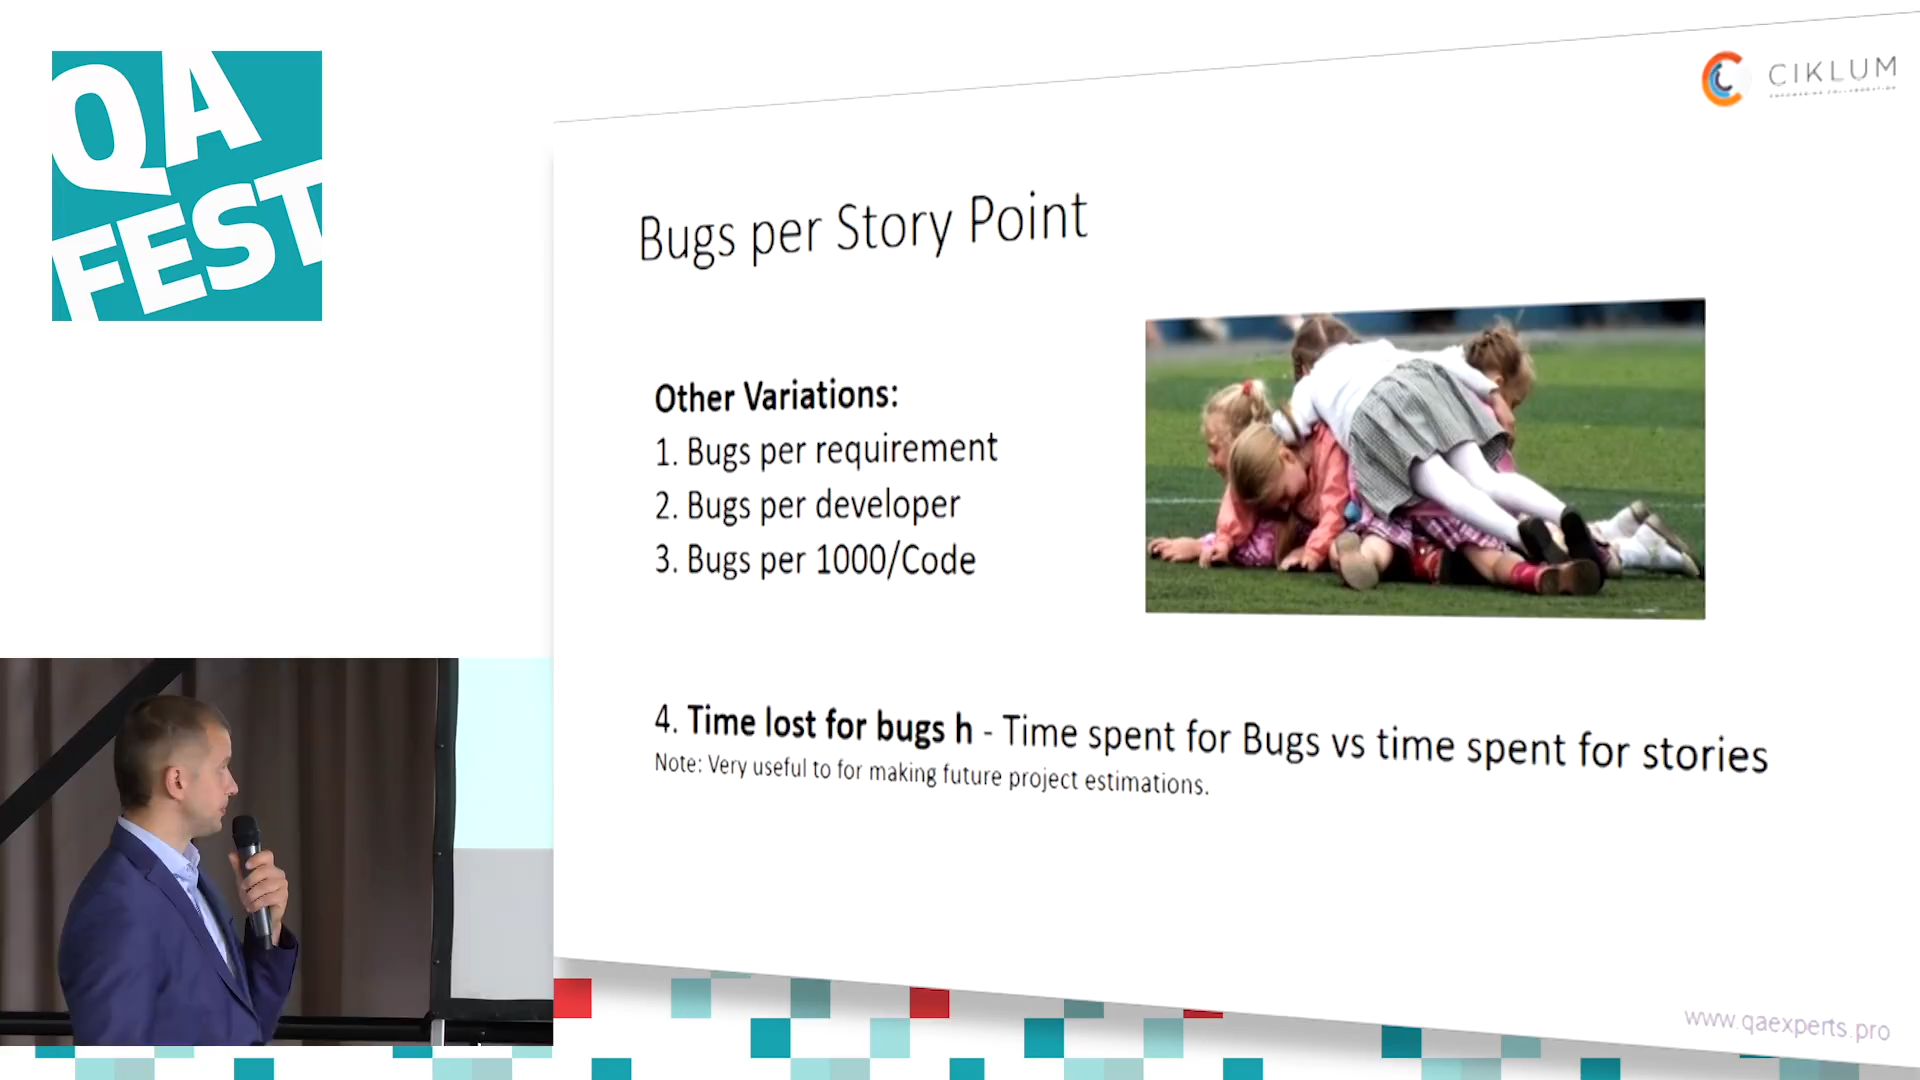 QA
FEST
CIKLUM
Bugs per Story Point
Other Variations:
1. Bugs per requirement
2. Bugs per developer
3. Bugs per 1000/Code
4. Time lost for bugs h - Time spent for Bugs vs time spent for stories
Note: Very useful to for making future project estimations.
www.qaexperts.pro